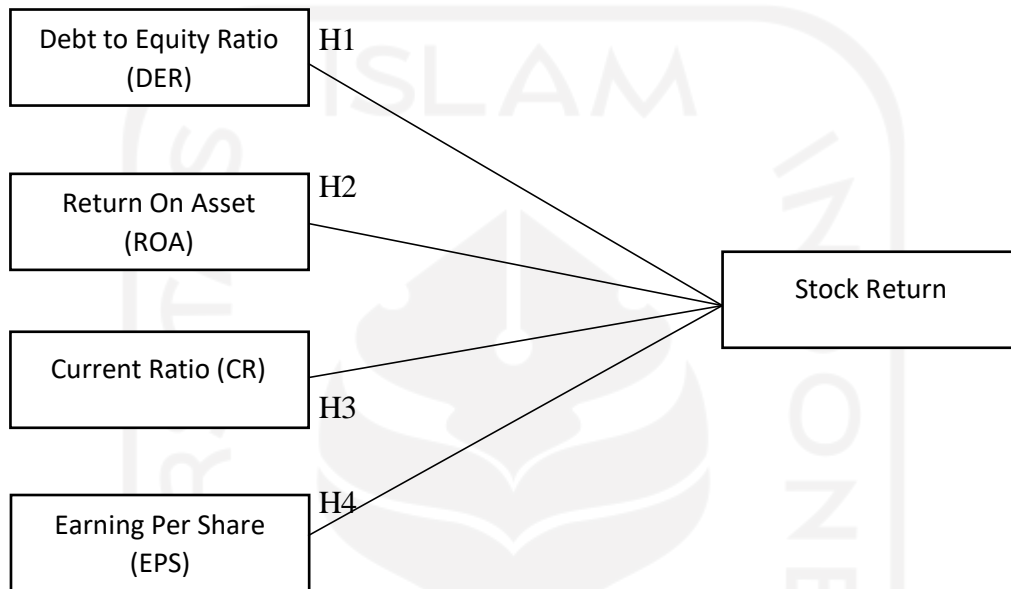 Debt to Equity Ratio
(DER)
H1
ISLAM
Return On Asset
(ROA)
H2
Stock Return
Current Ratio (CR)
H3
Earning Per Share
(EPS)
H4